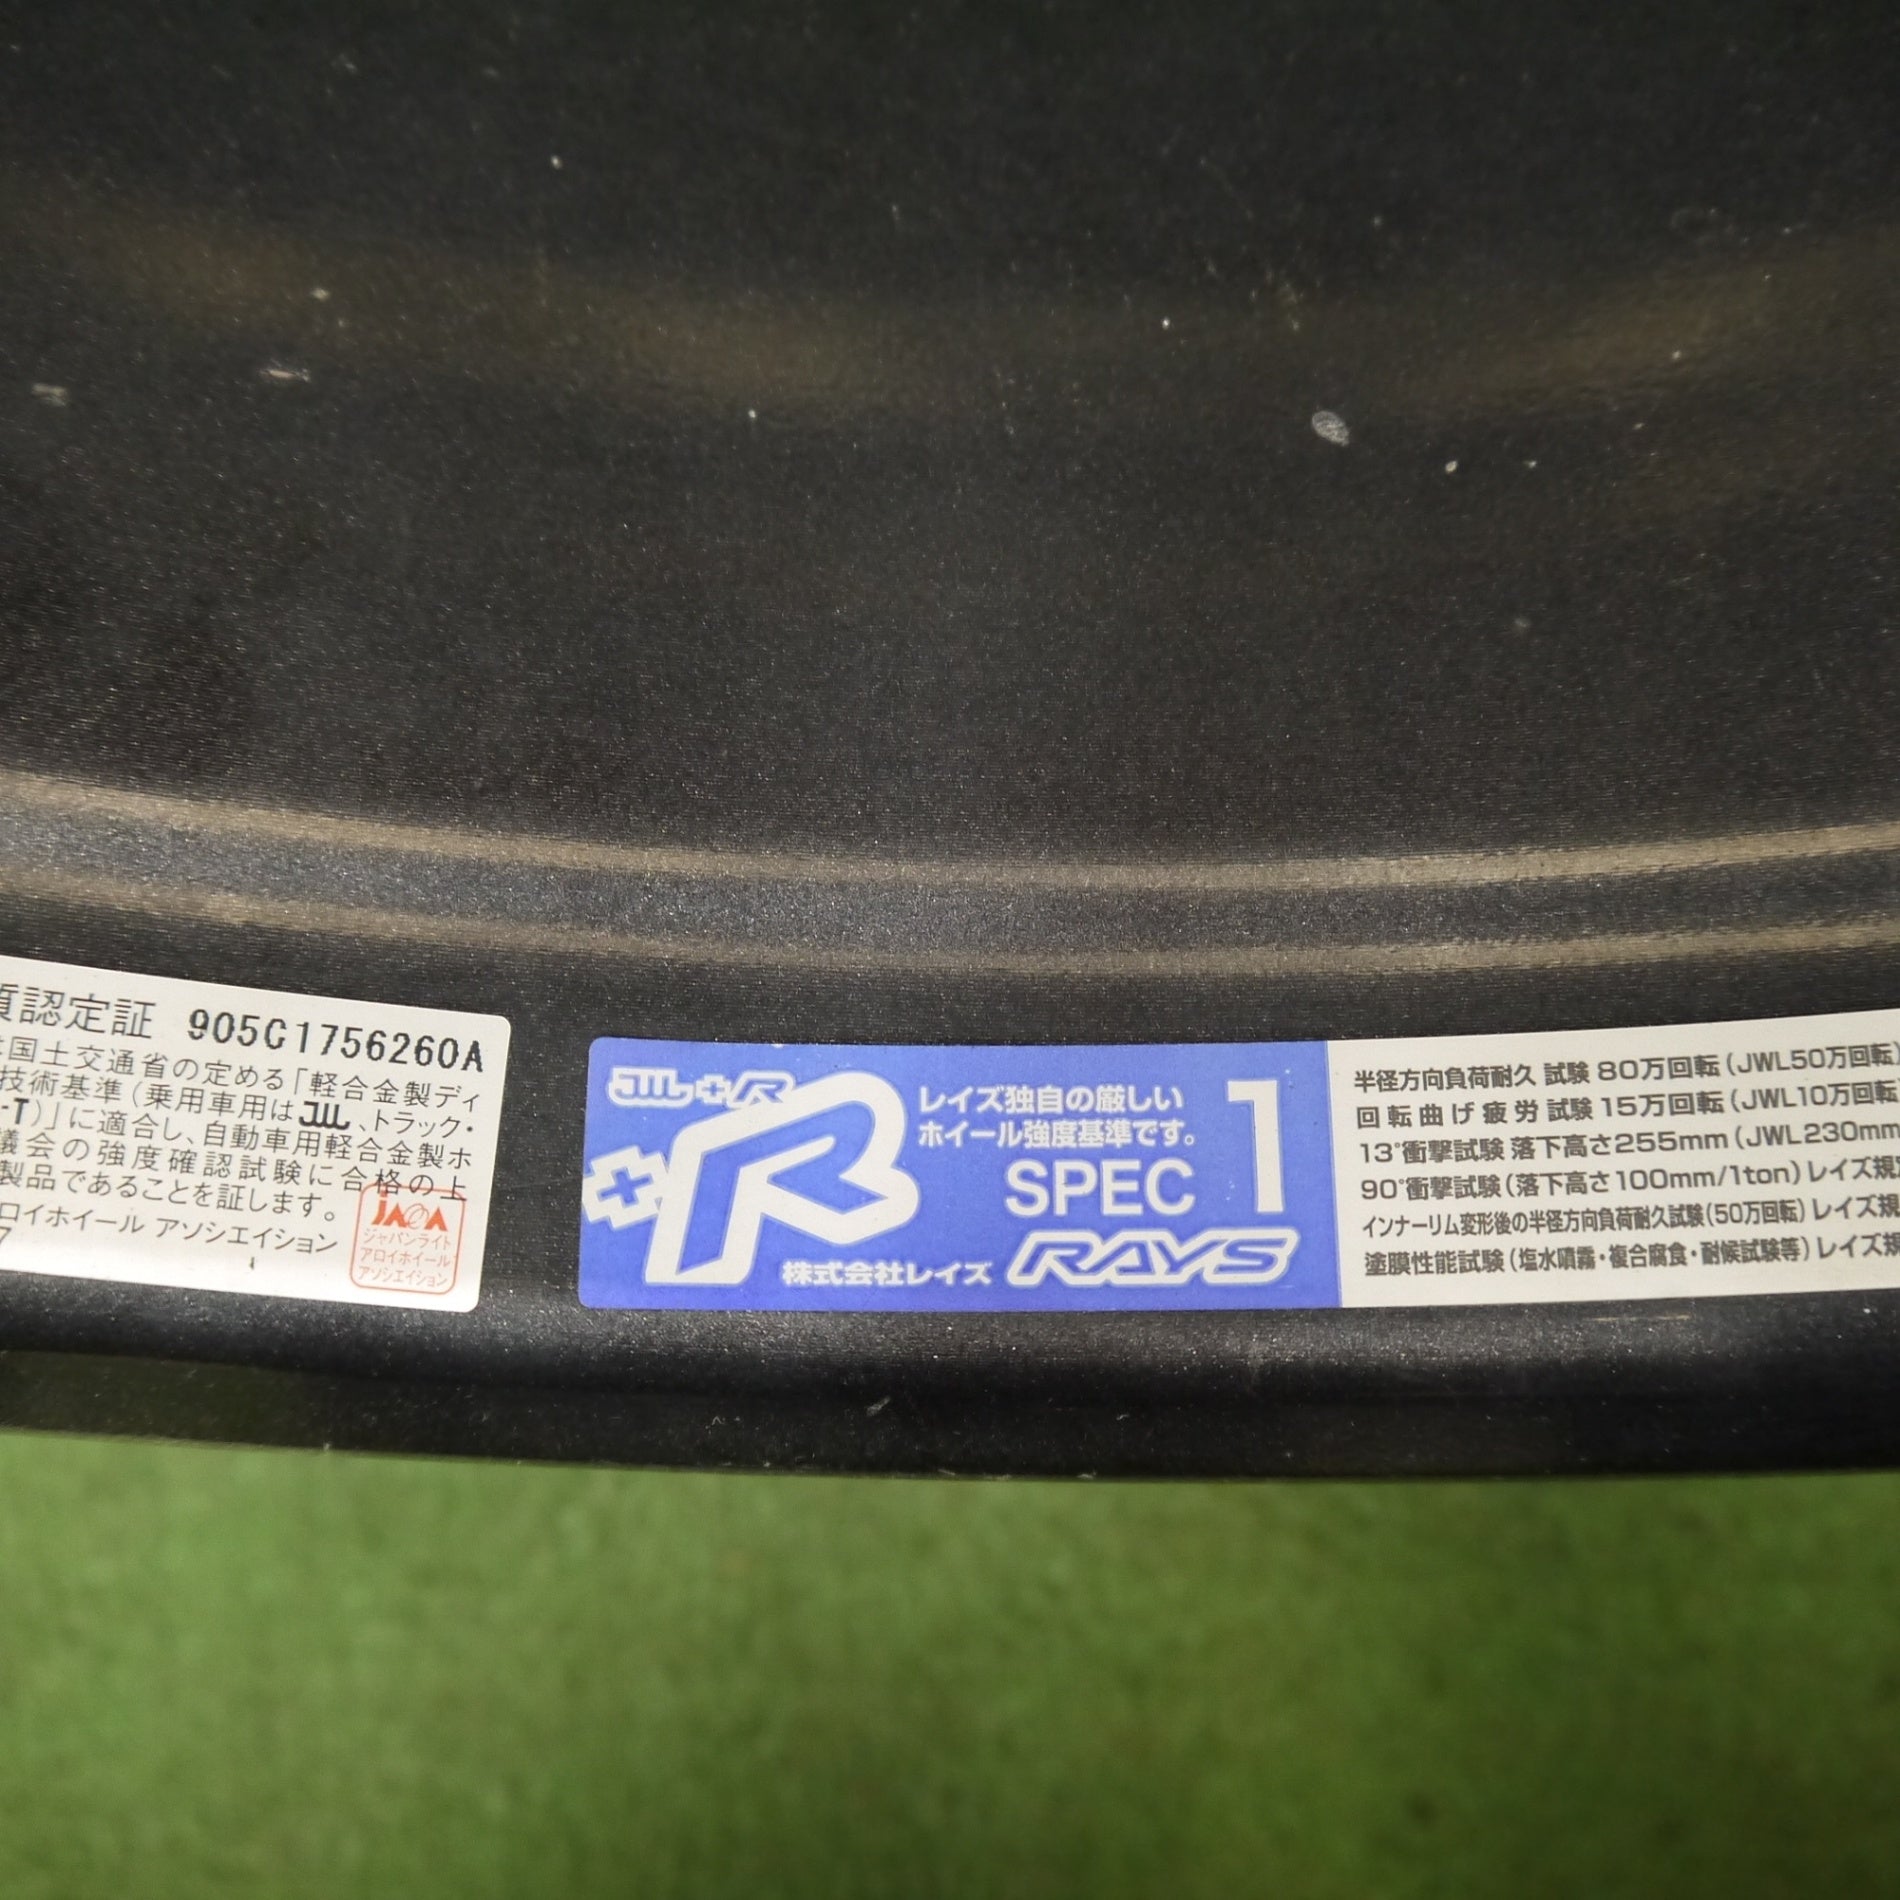 質認定証 905C1756260A
国土交通省の定める「軽合金製ディ
技術基準(乗用車用はJWL、トラック・
-T)」に適合し、自動車用軽合金製ホ
議会の強度確認試験に合格の上
製品であることを証します。
ロイホイール アソシエイション
7
JAWA
ジャパンライト
アロイホイール
アソシエイション
JWL+R
+R
レイズ独自の厳しい
ホイール強度基準です。
SPEC 1
株式会社レイズ RAYS
半径方向負荷耐久 試験 80万回転(JWL50万回転)
回転曲げ疲労 試験 15万回転(JWL10万回転)
13°衝撃試験 落下高さ255mm(JWL230mm
90°衝撃試験(落下高さ100mm/1ton)レイズ規定
インナーリム変形後の半径方向負荷耐久試験(50万回転)レイズ規
塗膜性能試験(塩水噴霧・複合腐食・耐候試験等)レイズ規